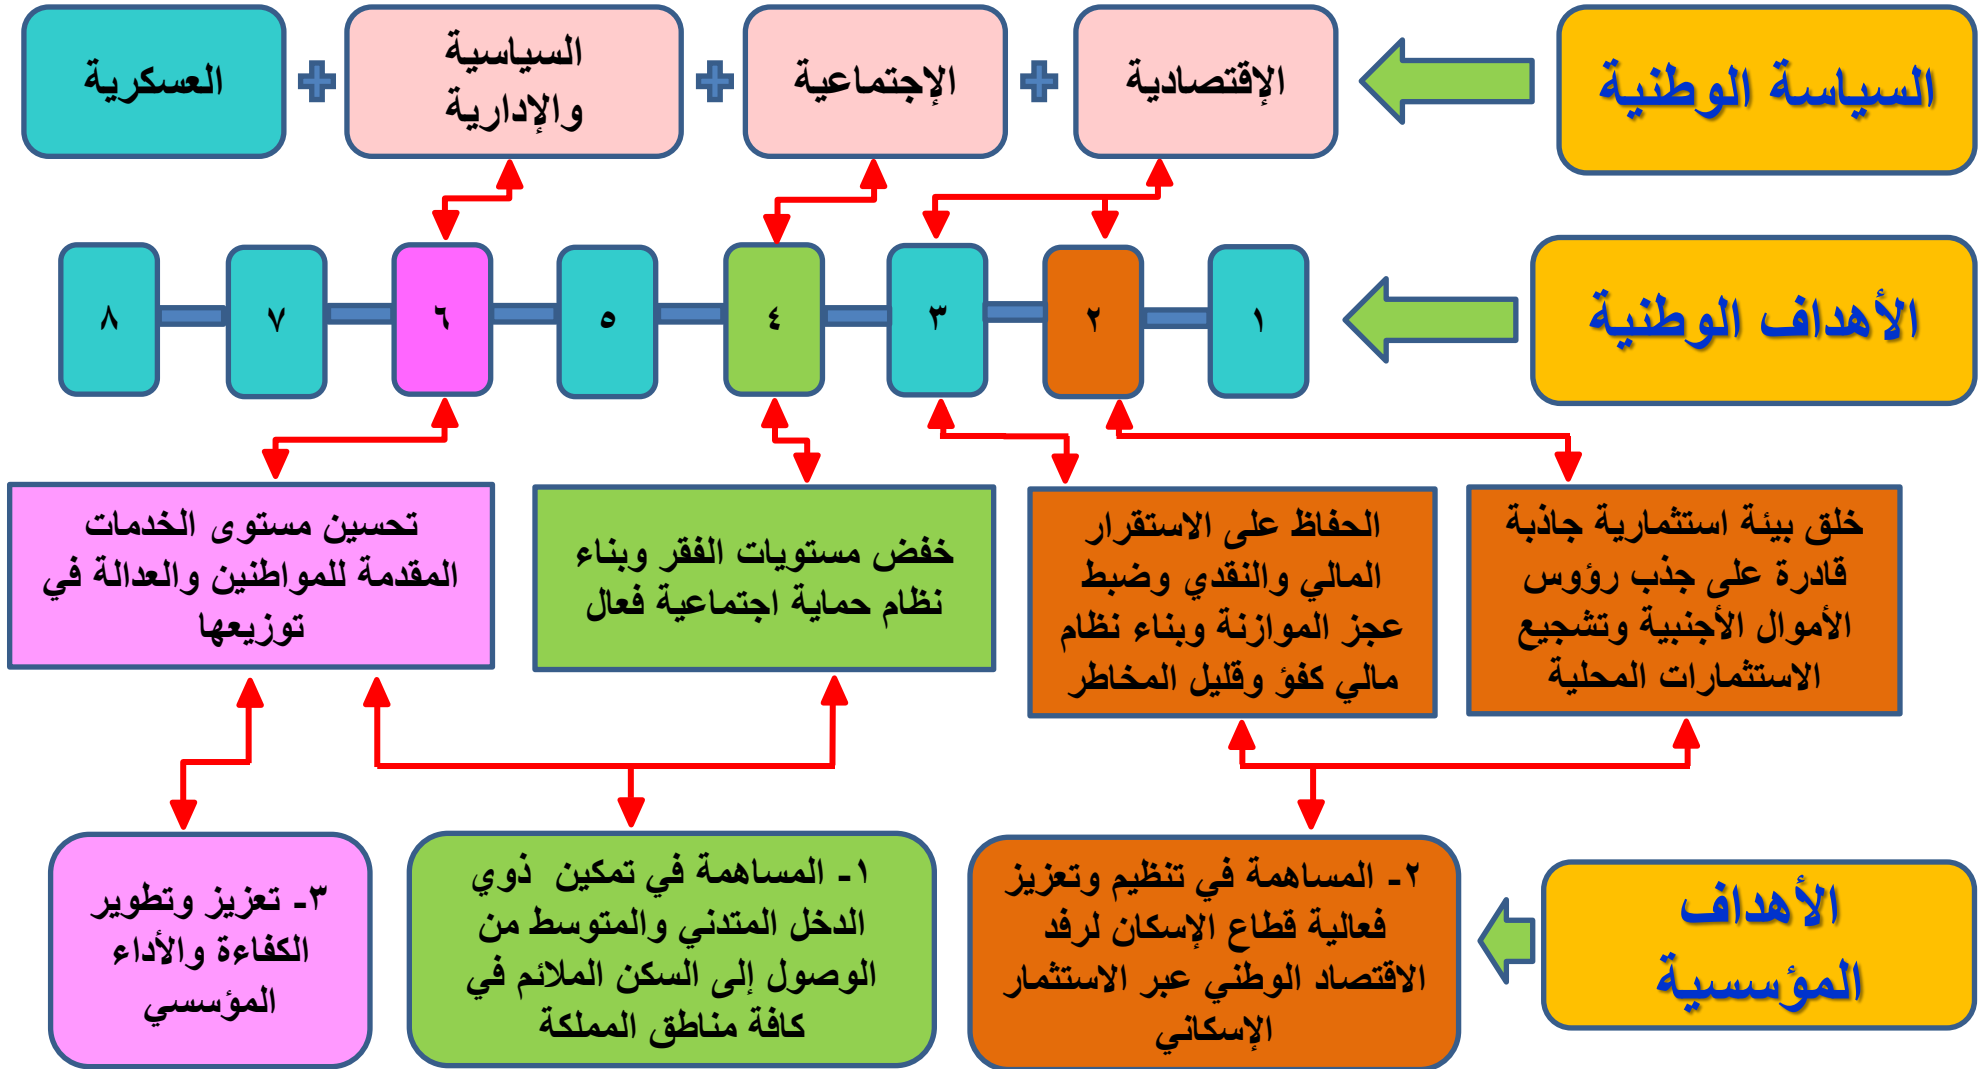 السياسة الوطنية
الإقتصادية
الإجتماعية
السياسية
والإدارية
العسكرية
الأهداف الوطنية
١
٢
٣
٤
٥
٦
٧
٨
خلق بيئة استثمارية جاذبة
قادرة على جذب رؤوس
الأموال الأجنبية وتشجيع
الاستثمارات المحلية
الحفاظ على الاستقرار
المالي والنقدي وضبط
عجز الموازنة وبناء نظام
مالي كفؤ وقليل المخاطر
خفض مستويات الفقر وبناء
نظام حماية اجتماعية فعال
تحسين مستوى الخدمات
المقدمة للمواطنين والعدالة في
توزيعها
الأهداف
المؤسسية
٢- المساهمة في تنظيم وتعزيز
فعالية قطاع الإسكان لرفد
الاقتصاد الوطني عبر الاستثمار
الإسكاني
١- المساهمة في تمكين ذوي
الدخل المتدني والمتوسط من
الوصول إلى السكن الملائم في
كافة مناطق المملكة
٣- تعزيز وتطوير
الكفاءة والأداء
المؤسسي